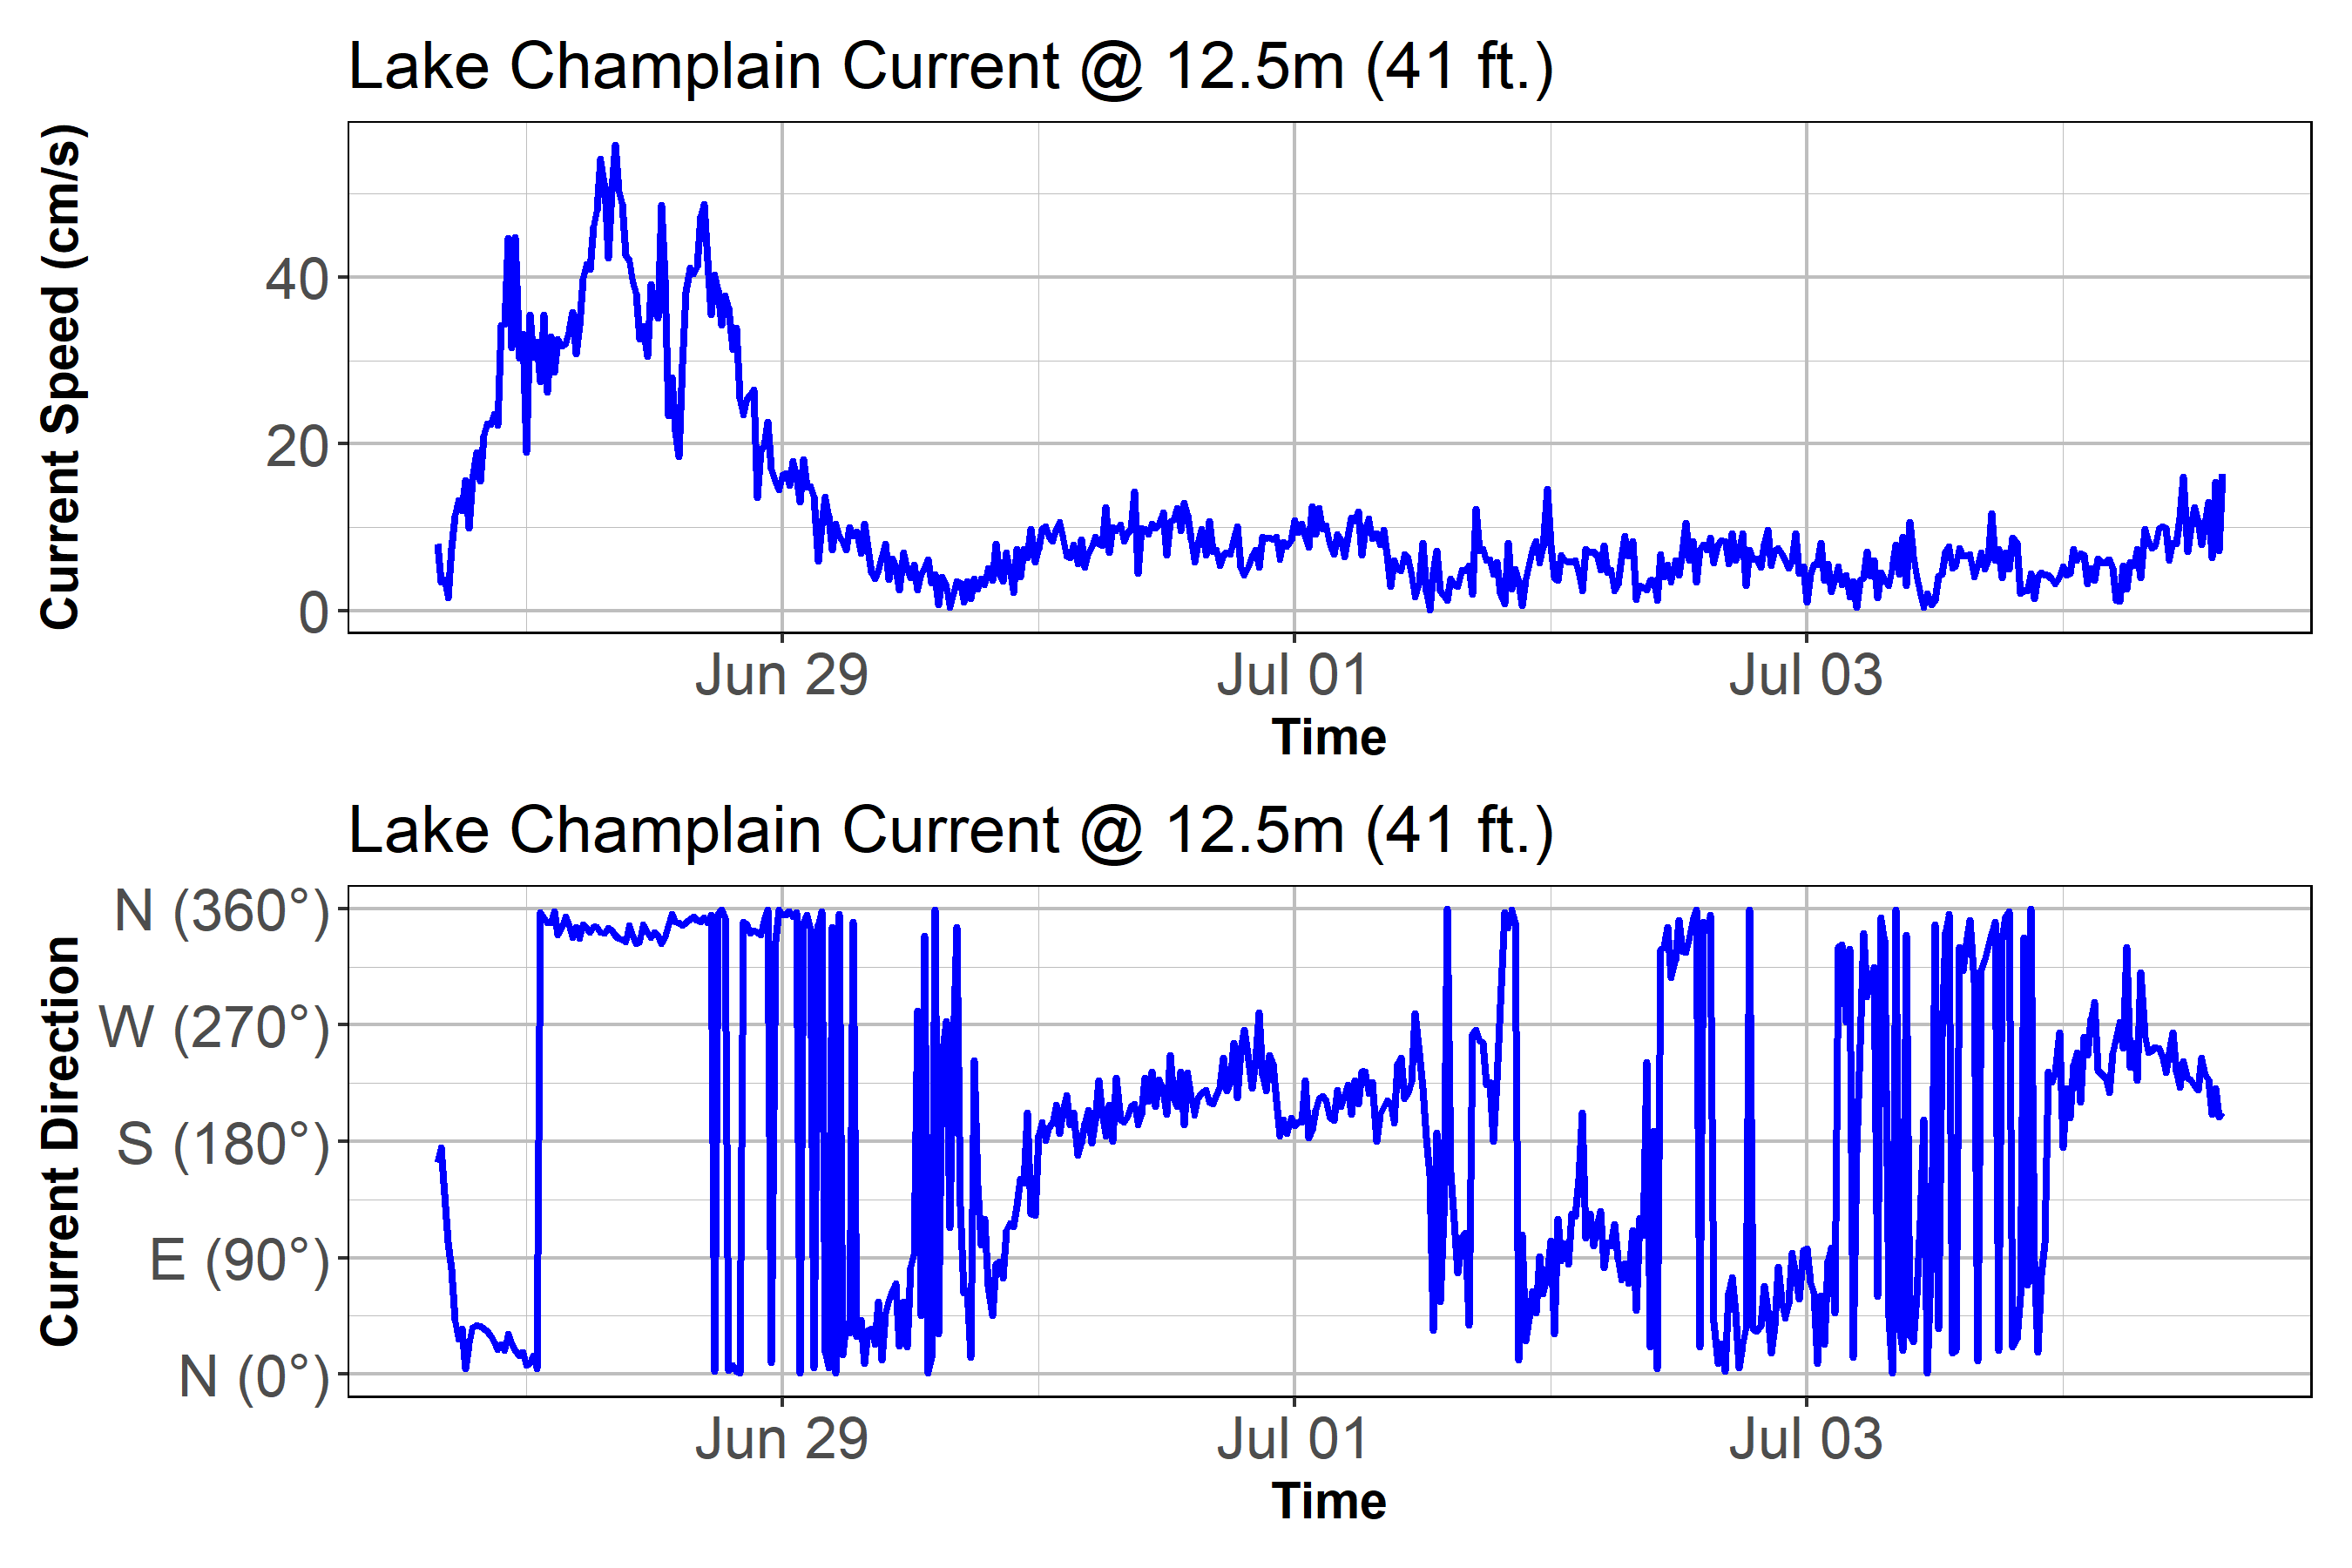 Lake Champlain Current @ 12.5m (41 ft.)
Current Speed (cm/s)
40
20
0
Jun 29
Jul 01
Jul 03
Time
Lake Champlain Current @ 12.5m (41 ft.)
Current Direction
N (360°)
W (270°)
S (180°)
E (90°)
N (0°)
Jun 29
Jul 01
Jul 03
Time